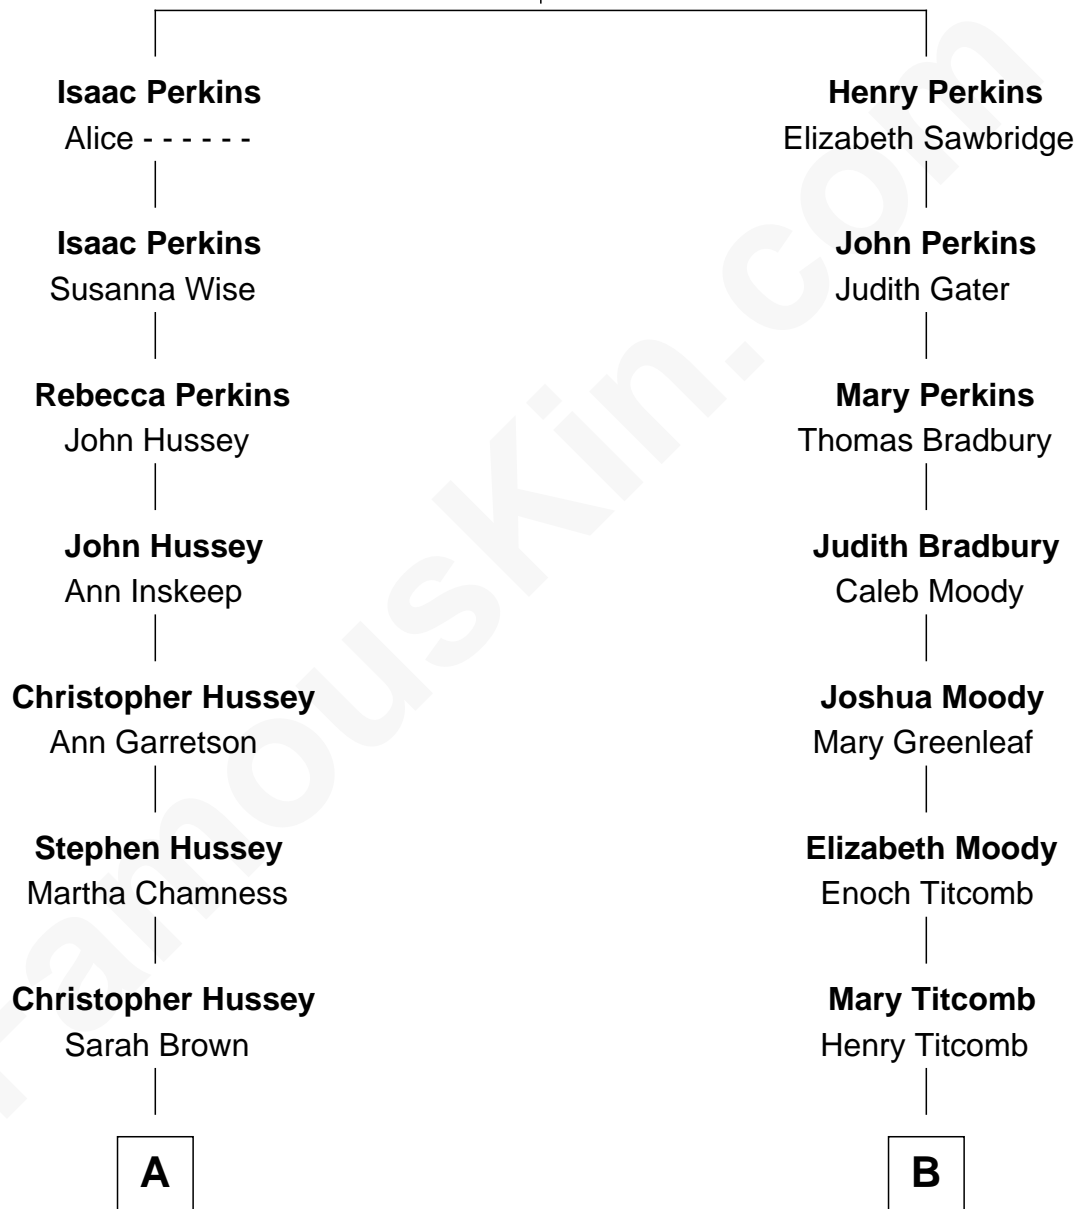 Isaac Perkins
Alice - - - - - -
Isaac Perkins
Susanna Wise
Rebecca Perkins
John Hussey
John Hussey
Ann Inskeep
Christopher Hussey
Ann Garretson
Stephen Hussey
Martha Chamness
Christopher Hussey
Sarah Brown
A
Henry Perkins
Elizabeth Sawbridge
John Perkins
Judith Gater
Mary Perkins
Thomas Bradbury
Judith Bradbury
Caleb Moody
Joshua Moody
Mary Greenleaf
Elizabeth Moody
Enoch Titcomb
Mary Titcomb
Henry Titcomb
B
FamousKin.com